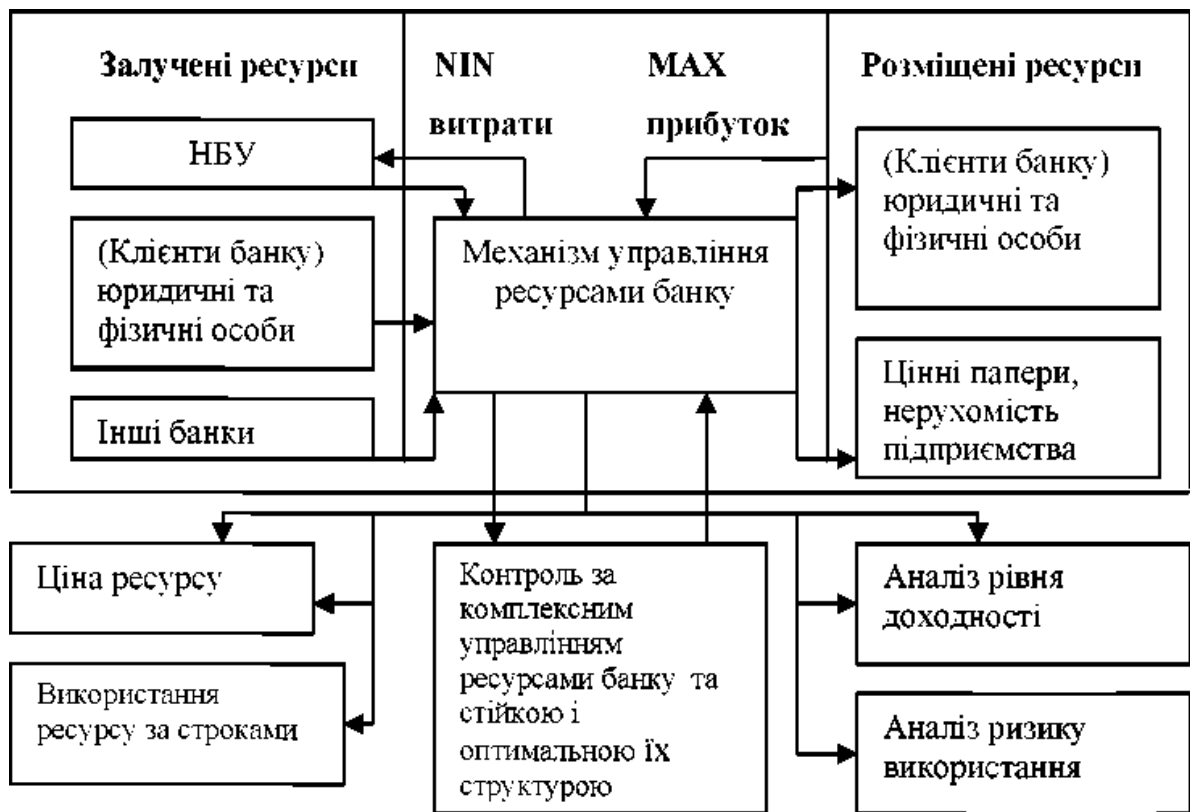 Залучені ресурси
NIN
витрати
MAX
прибуток
Розміщені ресурси
НБУ
(Клієнти банку)
юридичні та
фізичні особи
Інші банки
Механізм управління
ресурсами банку
(Клієнти банку)
юридичні та
фізичні особи
Цінні папери,
нерухомість
підприємства
Ціна ресурсу
Використання
ресурсу за строками
Контроль за
комплексним
управлінням
ресурсами банку та
стійкою і
оптимальною їх
структурою
Аналіз рівня
доходності
Аналіз ризику
використання